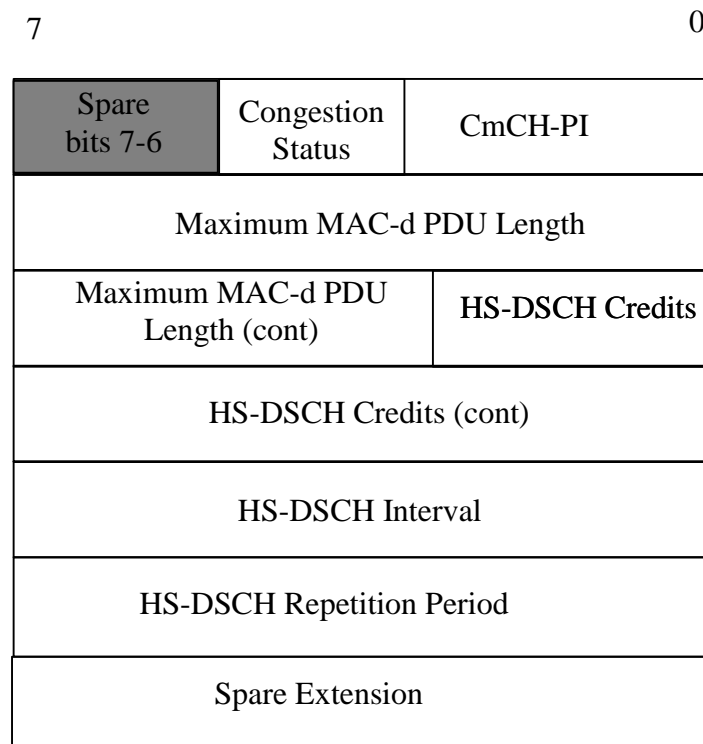 7 0
Spare
bits 7-6
Congestion
Status
CmCH-PI
Maximum MAC-d PDU Length
Maximum MAC-d PDU
Length (cont)
HS-DSCH Credits
HS-DSCH Credits (cont)
HS-DSCH Interval
HS-DSCH Repetition Period
Spare Extension